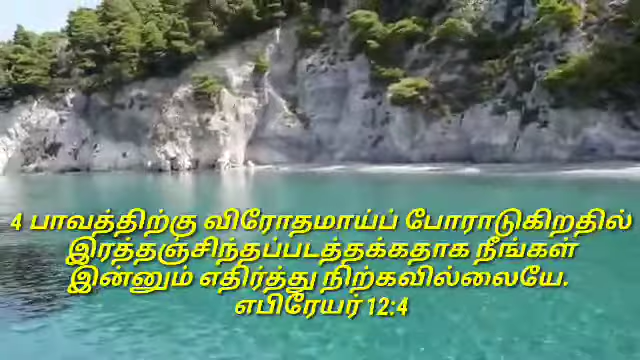 4 பாவத்திற்கு விரோதமாய்ப் போராடுகிறதில்
இரத்தஞ்சிந்தப்படத்தக்கதாக நீங்கள்
இன்னும் எதிர்த்து நிற்கவில்லையே.
எபிரேயர் 12:4